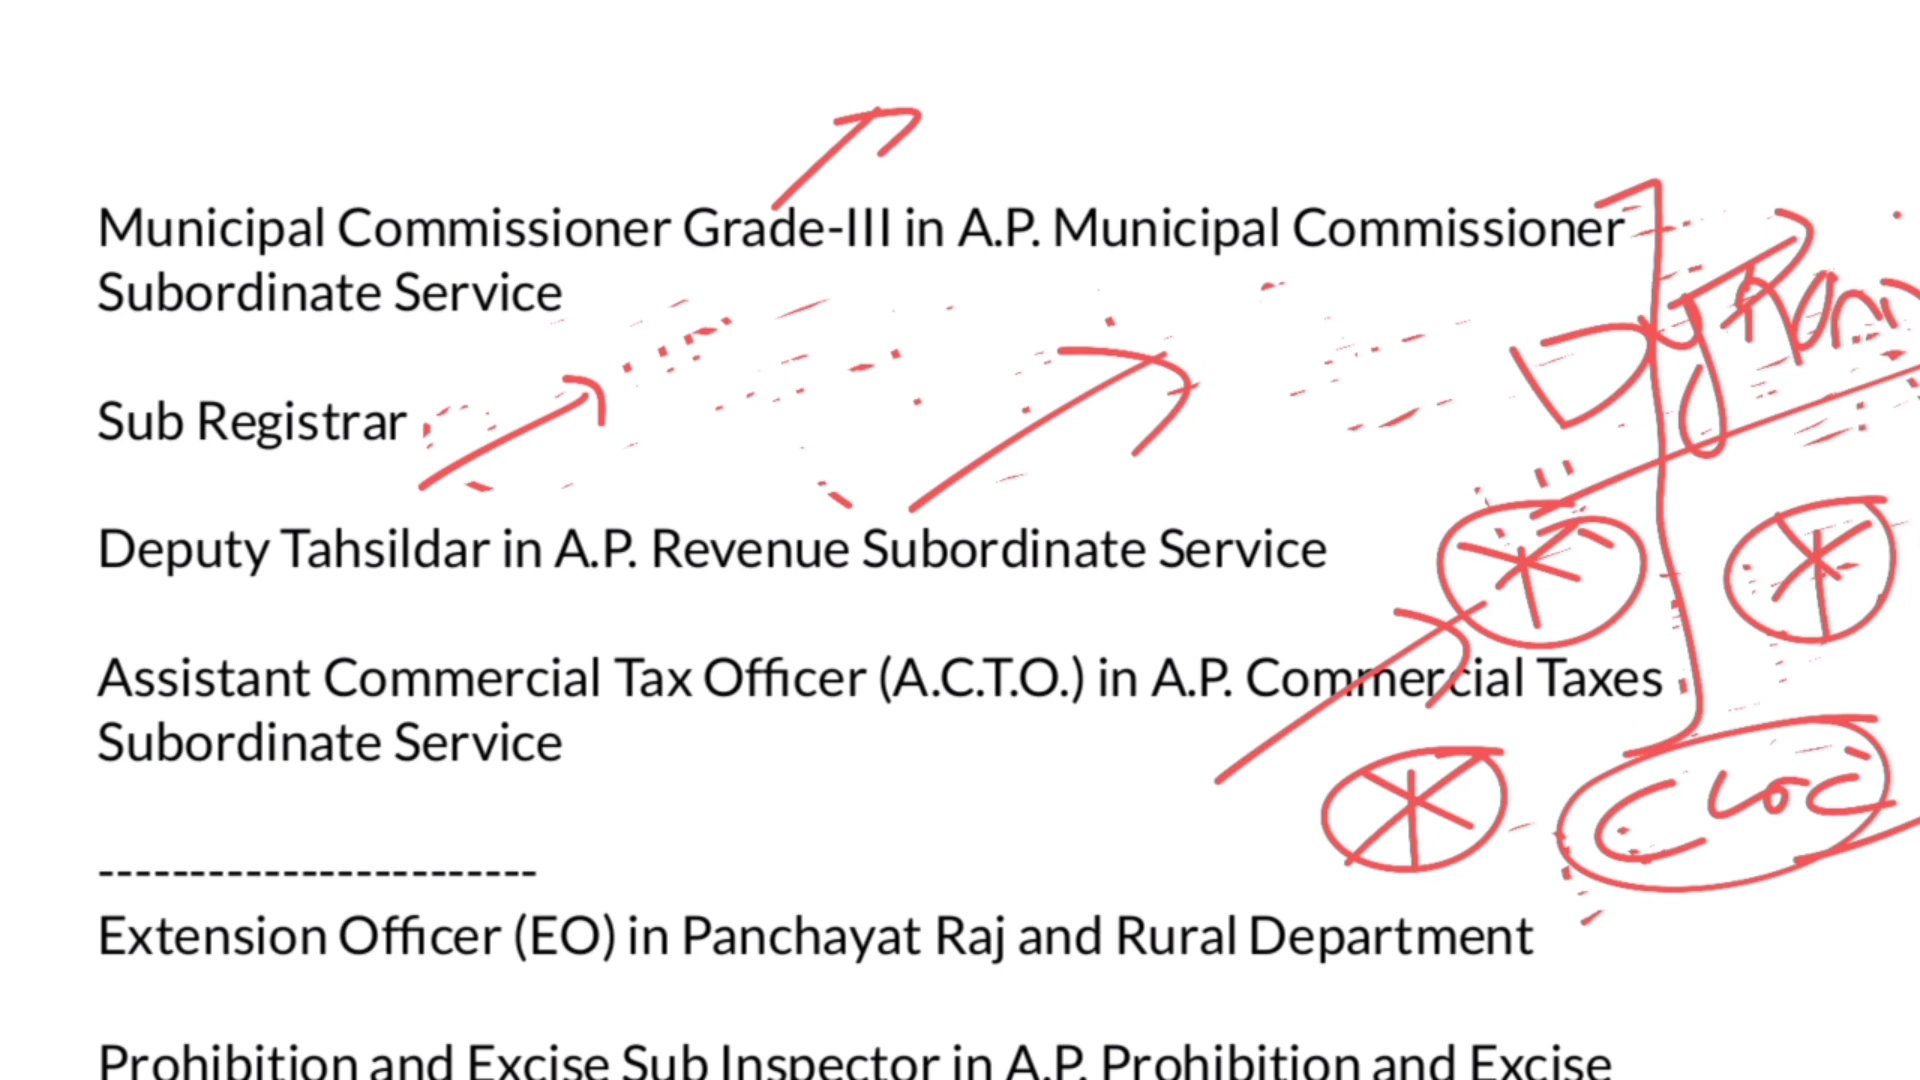 Municipal Commissioner Grade-III in A.P. Municipal Commissioner
Subordinate Service
Sub Registrar
Deputy Tahsildar in A.P. Revenue Subordinate Service
Assistant Commercial Tax Officer (A.C.T.O.) in A.P. Commercial Taxes
Subordinate Service
------------------------
Extension Officer (EO) in Panchayat Raj and Rural Department
Prohibition and Excise Sub Inspector in A.P. Prohibition and Excise